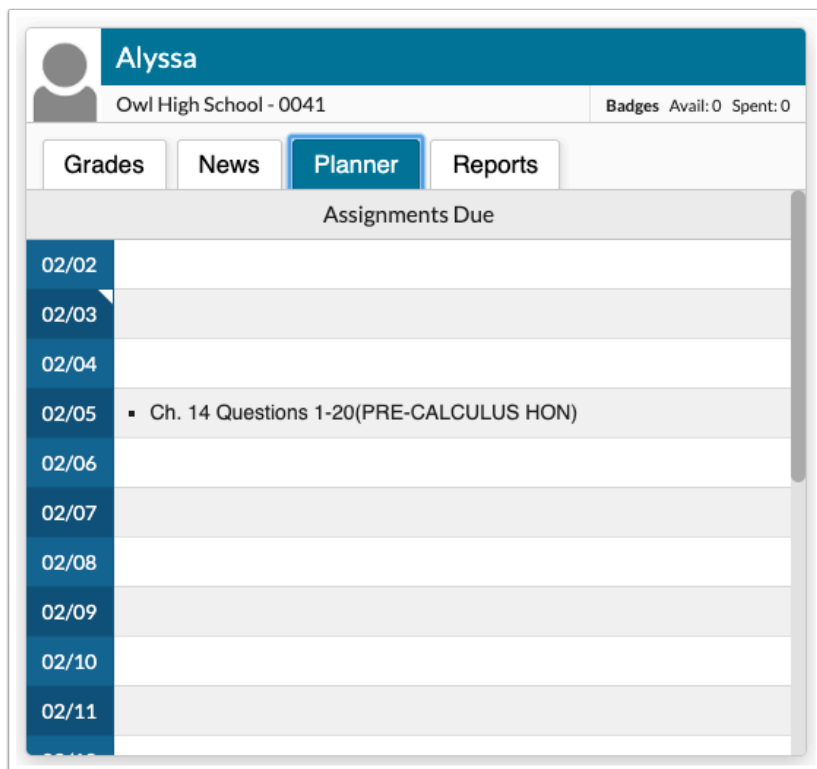 Alyssa
Owl High School - 0041 Badges Avail: 0 Spent: 0
Grades News Planner Reports
Assignments Due
02/02
02/03
02/04
02/05 ▪ Ch. 14 Questions 1-20(PRE-CALCULUS HON)
02/06
02/07
02/08
02/09
02/10
02/11